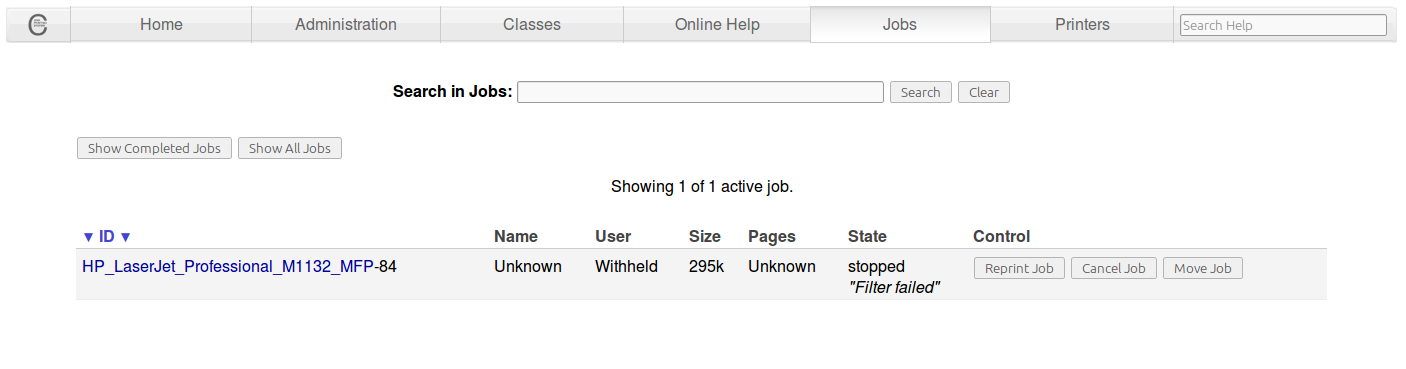 Home Administration Classes Online Help Jobs Printers Search Help
Search in Jobs: Search Clear
Show Completed Jobs Show All Jobs
Showing 1 of 1 active job.
▼ ID ▼ Name User Size Pages State Control
HP_LaserJet_Professional_M1132_MFP-84 Unknown Withheld 295k Unknown stopped Reprint Job Cancel Job Move Job
"Filter failed"